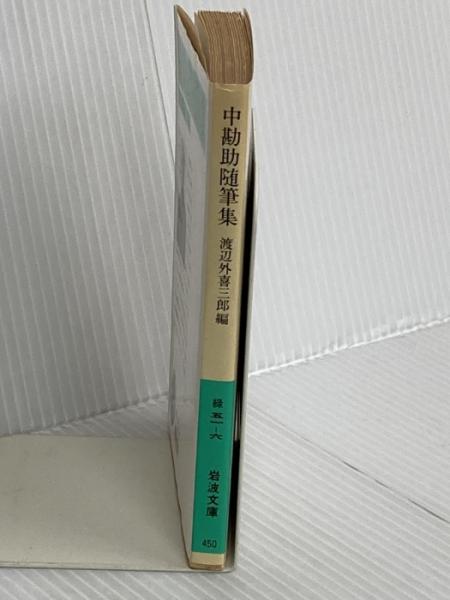 中勘助随筆集
渡辺外喜三郎編
緑五一-六
岩波文庫
450